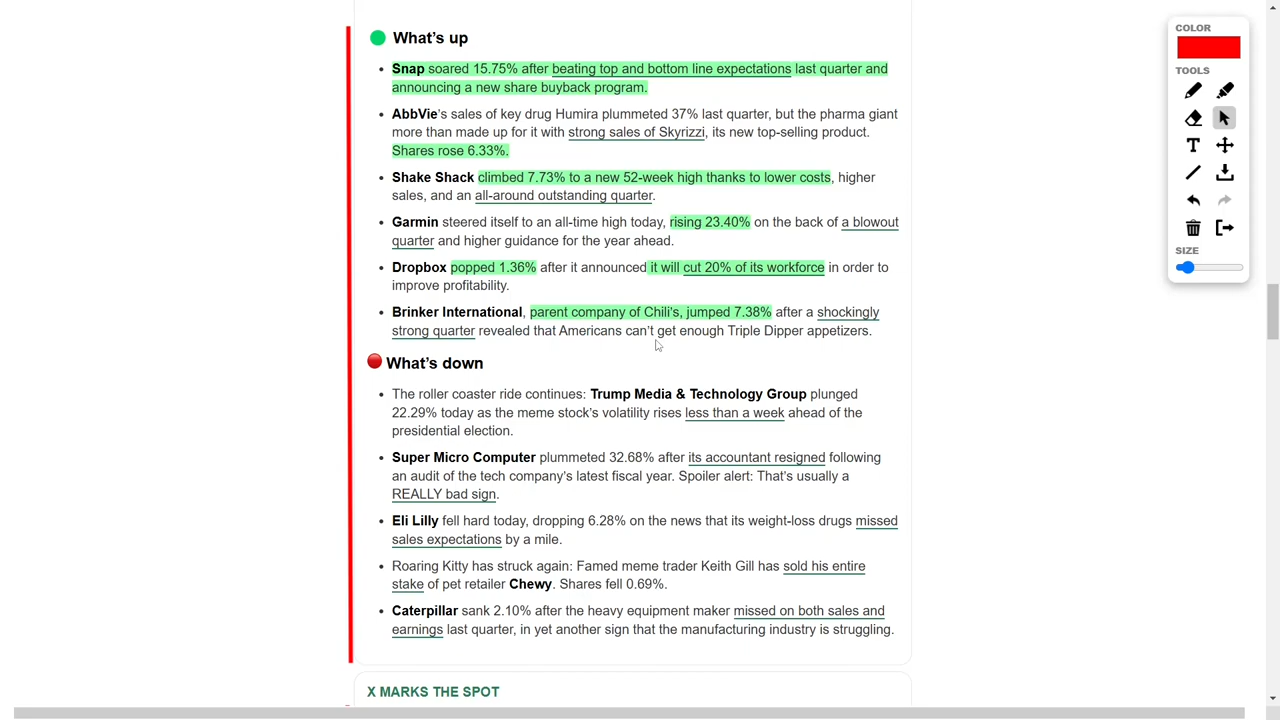 What's up
Snap soared 15.75% after beating top and bottom line expectations last quarter and
announcing a new share buyback program.
AbbVie's sales of key drug Humira plummeted 37% last quarter, but the pharma giant
more than made up for it with strong sales of Skyrizzi, its new top-selling product.
Shares rose 6.33%.
Shake Shack climbed 7.73% to a new 52-week high thanks to lower costs, higher
sales, and an all-around outstanding quarter.
Garmin steered itself to an all-time high today, rising 23.40% on the back of a blowout
quarter and higher guidance for the year ahead.
Dropbox popped 1.36% after it announced it will cut 20% of its workforce in order to
improve profitability.
Brinker International, parent company of Chili's, jumped 7.38% after a shockingly
strong quarter revealed that Americans can't get enough Triple Dipper appetizers.
What's down
The roller coaster ride continues: Trump Media & Technology Group plunged
22.29% today as the meme stock's volatility rises less than a week ahead of the
presidential election.
Super Micro Computer plummeted 32.68% after its accountant resigned following
an audit of the tech company's latest fiscal year. Spoiler alert: That's usually a
REALLY bad sign.
Eli Lilly fell hard today, dropping 6.28% on the news that its weight-loss drugs missed
sales expectations by a mile.
Roaring Kitty has struck again: Famed meme trader Keith Gill has sold his entire
stake of pet retailer Chewy. Shares fell 0.69%.
Caterpillar sank 2.10% after the heavy equipment maker missed on both sales and
earnings last quarter, in yet another sign that the manufacturing industry is struggling.
X MARKS THE SPOT
COLOR
TOOLS
T
SIZE